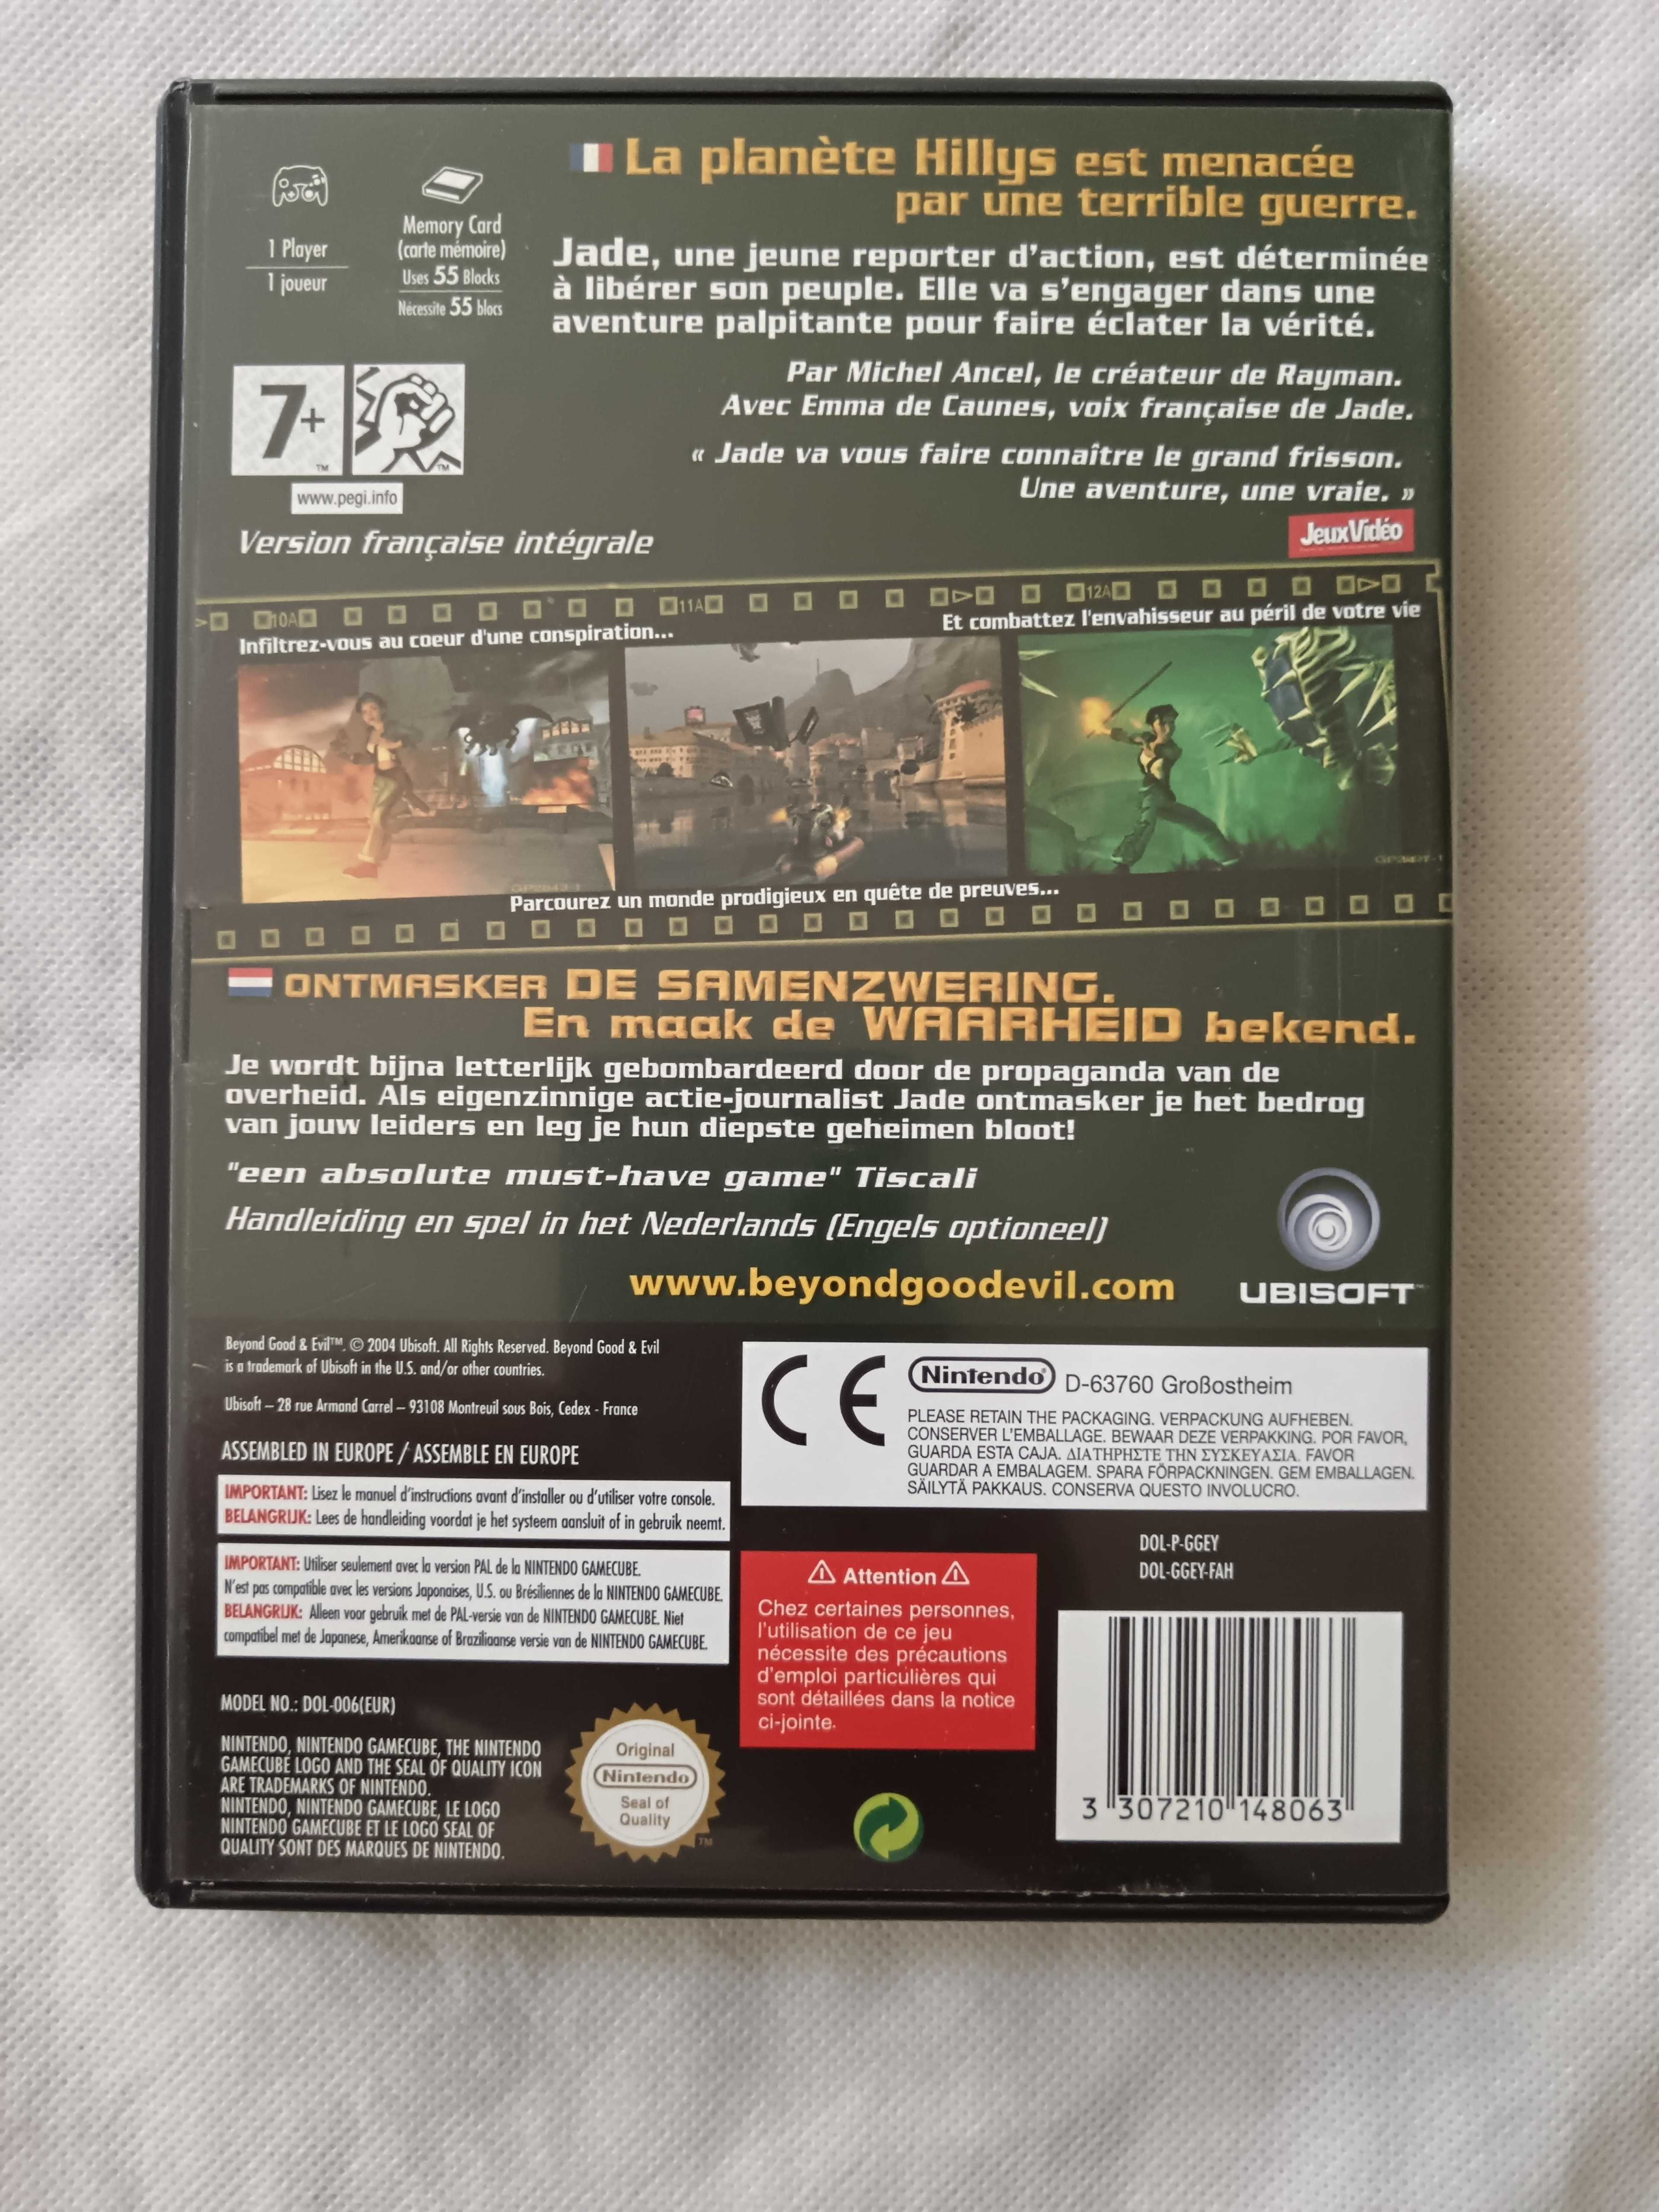 La planète Hillys est menacée
par une terrible guerre.
1 Player
1 joueur
Memory Card
(carte mémoire)
Uses 55 Blocks
Nécessite 55 blocs
Jade, une jeune reporter d'action, est déterminée
à libérer son peuple. Elle va s'engager dans une
aventure palpitante pour faire éclater la vérité.
Par Michel Ancel, le créateur de Rayman.
Avec Emma de Caunes, voix française de Jade.
« Jade va vous faire connaître le grand frisson.
Une aventure, une vraie. »
JeuxVidéo
7+
TM
TM
www.pegi.info
Version française intégrale
10A
11A
12A
Infiltrez-vous au coeur d'une conspiration...
Et combattez l'envahisseur au péril de votre vie
Parcourez un monde prodigieux en quête de preuves...
ONTMASKER DE SAMENZWERING.
En maak de WAARHEID bekend.
Je wordt bijna letterlijk gebombardeerd door de propaganda van de
overheid. Als eigenzinnige actie-journalist Jade ontmasker je het bedrog
van jouw leiders en leg je hun diepste geheimen bloot!
"een absolute must-have game" Tiscali
Handleiding en spel in het Nederlands (Engels optioneel)
www.beyondgoodevil.com
UBISOFT
Beyond Good & Evil™. © 2004 Ubisoft. All Rights Reserved. Beyond Good & Evil
is a trademark of Ubisoft in the U.S. and/or other countries.
Ubisoft – 28 rue Armand Carrel – 93108 Montreuil sous Bois, Cedex - France
ASSEMBLED IN EUROPE / ASSEMBLE EN EUROPE
CE
Nintendo D-63760 Großostheim
PLEASE RETAIN THE PACKAGING. VERPACKUNG AUFHEBEN.
CONSERVER L'EMBALLAGE. BEWAAR DEZE VERPAKKING. POR FAVOR,
GUARDA ESTA CAJA. ΔΙΑΤΗΡΗΣΤΕ ΤΗΝ ΣΥΣΚΕΥΑΣΙΑ. FAVOR
GUARDAR A EMBALAGEM. SPARA FÖRPACKNINGEN. GEM EMBALLAGEN.
SÄILYTÄ PAKKAUS. CONSERVA QUESTO INVOLUCRO.
IMPORTANT: Lisez le manuel d'instructions avant d'installer ou d'utiliser votre console.
BELANGRIJK: Lees de handleiding voordat je het systeem aansluit of in gebruik neemt.
IMPORTANT: Utiliser seulement avec la version PAL de la NINTENDO GAMECUBE.
N'est pas compatible avec les versions Japonaises, U.S. ou Brésiliennes de la NINTENDO GAMECUBE.
BELANGRIJK: Alleen voor gebruik met de PAL-versie van de NINTENDO GAMECUBE. Niet
compatibel met de Japanese, Amerikaanse of Braziliaanse versie van de NINTENDO GAMECUBE.
Attention
Chez certaines personnes,
l'utilisation de ce jeu
nécessite des précautions
d'emploi particulières qui
sont détaillées dans la notice
ci-jointe.
DOL-P-GGEY
DOL-GGEY-FAH
MODEL NO.: DOL-006(EUR)
NINTENDO, NINTENDO GAMECUBE, THE NINTENDO
GAMECUBE LOGO AND THE SEAL OF QUALITY ICON
ARE TRADEMARKS OF NINTENDO.
NINTENDO, NINTENDO GAMECUBE, LE LOGO
NINTENDO GAMECUBE ET LE LOGO SEAL OF
QUALITY SONT DES MARQUES DE NINTENDO.
Original
Nintendo
Seal of
Quality
TM
3 307210 148063